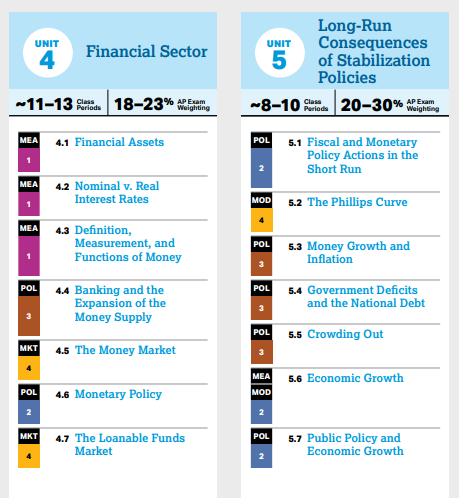 UNIT
4
Financial Sector
~11–13 Class Periods
18–23% AP Exam Weighting
MEA
1
4.1 Financial Assets
MEA
1
4.2 Nominal v. Real
Interest Rates
MEA
1
4.3 Definition,
Measurement, and
Functions of Money
POL
3
4.4 Banking and the
Expansion of the
Money Supply
MKT
4
4.5 The Money Market
POL
2
4.6 Monetary Policy
MKT
4
4.7 The Loanable Funds
Market
UNIT
5
Long-Run
Consequences
of Stabilization
Policies
~8–10 Class Periods
20–30% AP Exam Weighting
POL
2
5.1 Fiscal and Monetary
Policy Actions in the
Short Run
MOD
4
5.2 The Phillips Curve
POL
3
5.3 Money Growth and
Inflation
POL
3
5.4 Government Deficits
and the National Debt
POL
3
5.5 Crowding Out
MEA
MOD
2
5.6 Economic Growth
POL
2
5.7 Public Policy and
Economic Growth